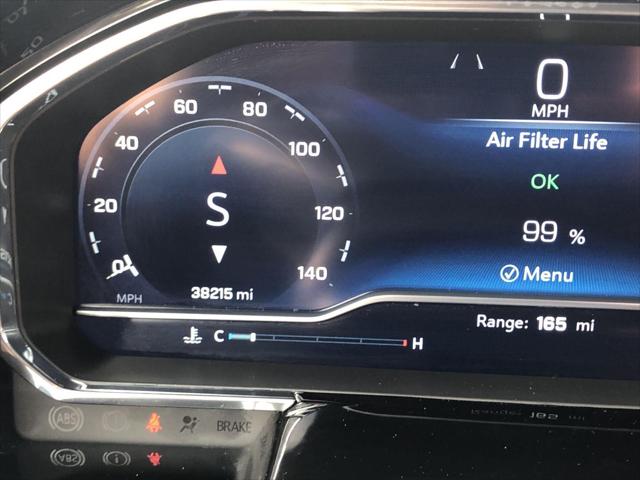 0
MPH
60 80
40 100
Air Filter Life
OK
S
20 120
99 %
0 140
Menu
MPH 38215 mi
Range: 165 mi
C H
ABS BRAKE